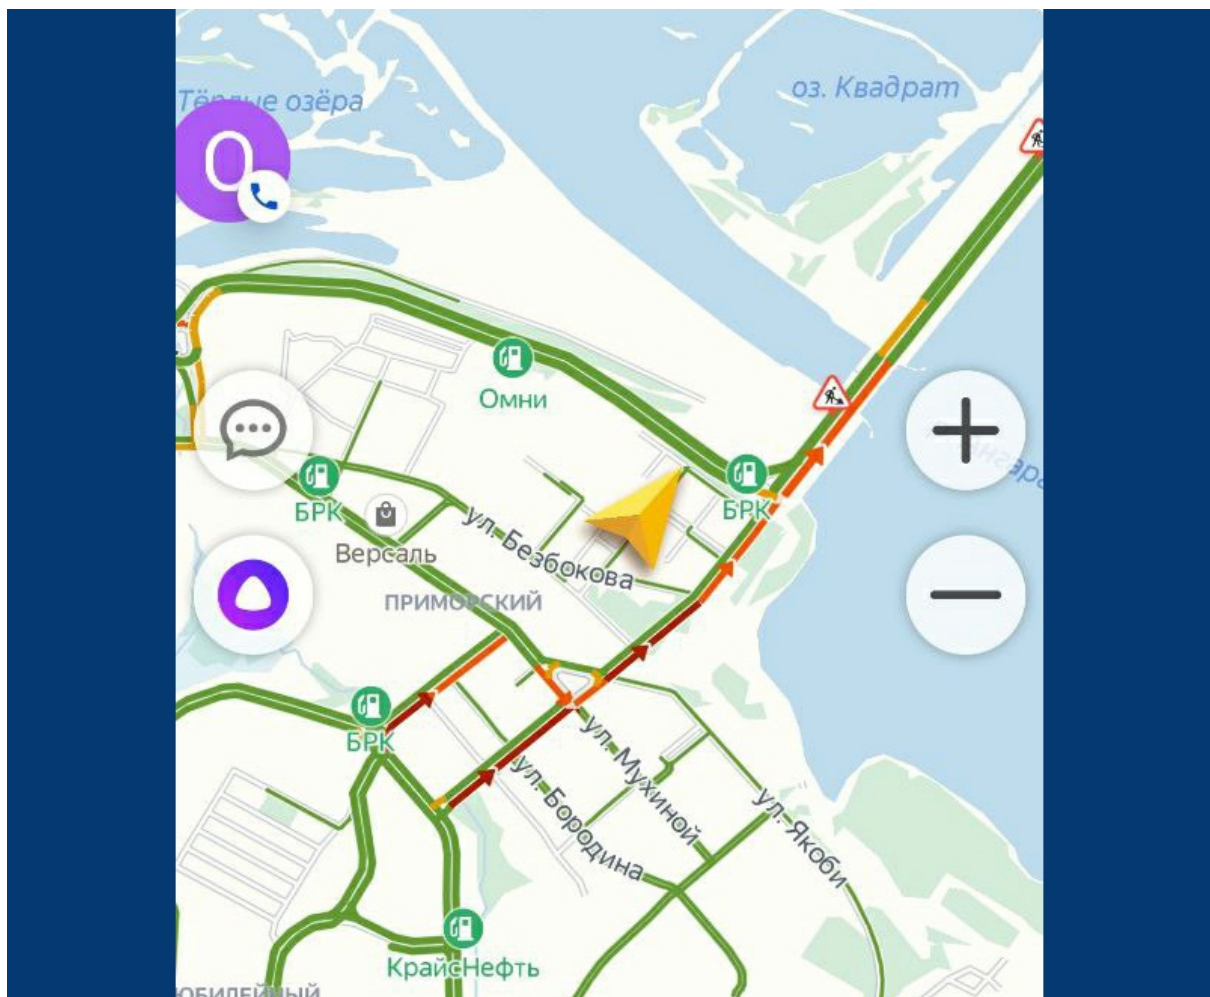 Тёплые озёра
оз. Квадрат
О
Омни
БРК
БРК
Версаль
ул. Безбокова
ПРИМОРСКИЙ
БРК
ул. Мухиной
ул. Бородина
ул. Якоби
КрайсНефть
ЮБИЛЕЙНЫЙ